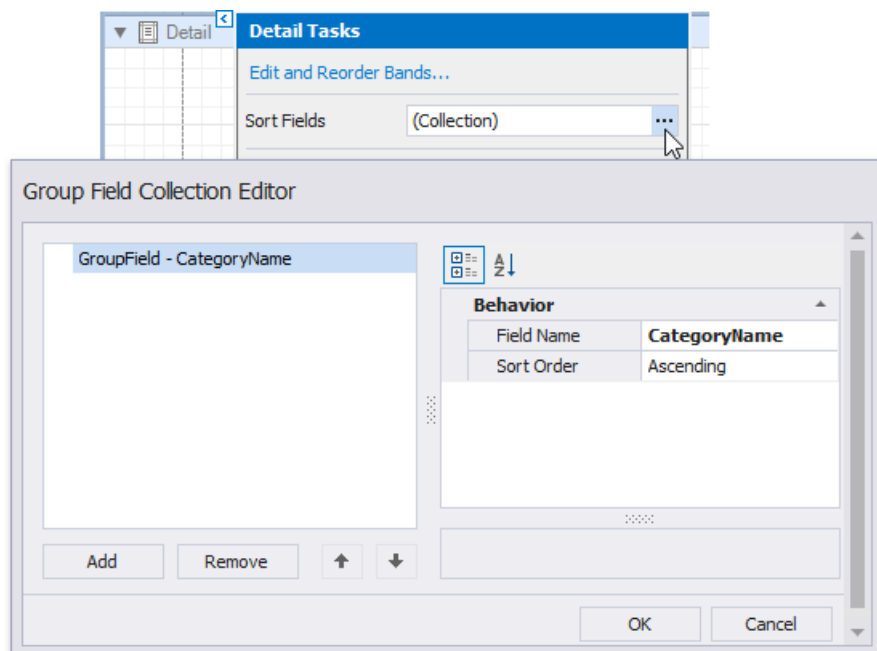 Detail
Detail Tasks
Edit and Reorder Bands...
Sort Fields (Collection) ...
Group Field Collection Editor
GroupField - CategoryName
A
Z
Behavior
Field Name CategoryName
Sort Order Ascending
Add Remove
OK Cancel